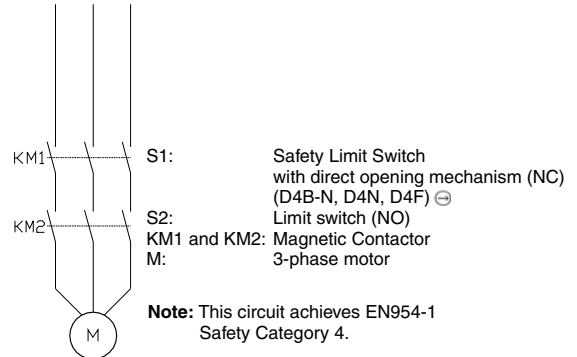 KM1
S1: Safety Limit Switch
with direct opening mechanism (NC)
(D4B-N, D4N, D4F)
KM2
S2: Limit switch (NO)
KM1 and KM2: Magnetic Contactor
M: 3-phase motor
Note: This circuit achieves EN954-1
Safety Category 4.
M